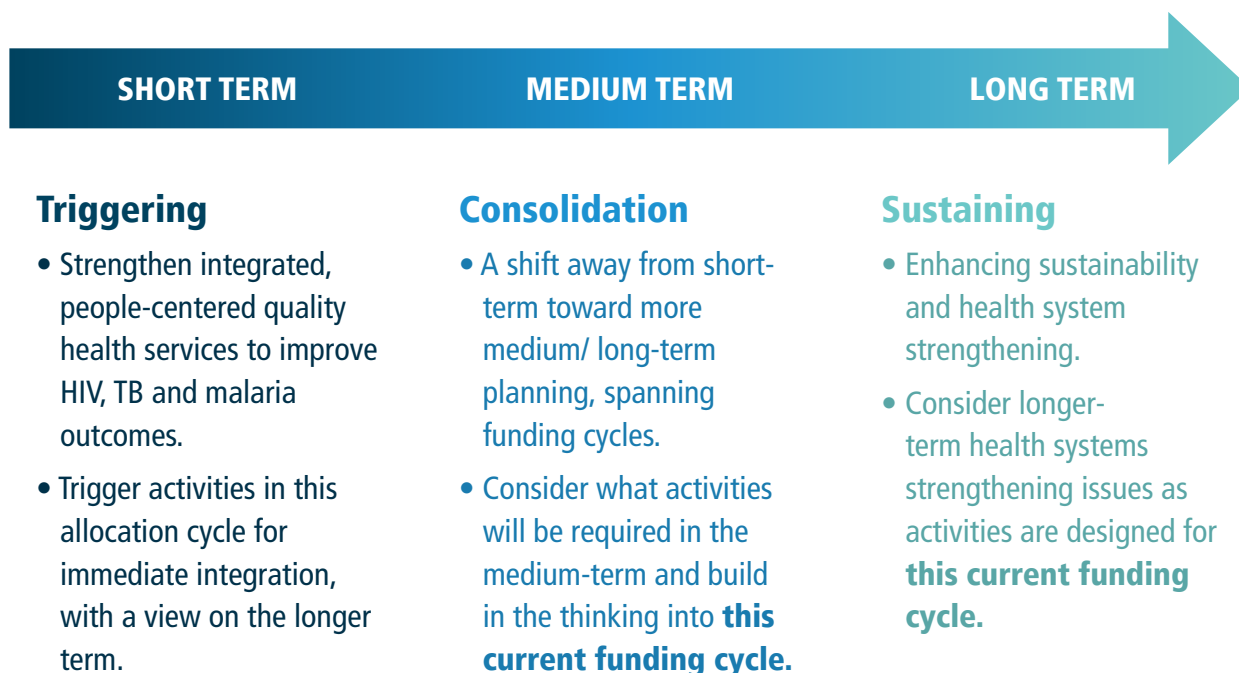 SHORT TERM
MEDIUM TERM
LONG TERM
Triggering
• Strengthen integrated,
people-centered quality
health services to improve
HIV, TB and malaria
outcomes.
• Trigger activities in this
allocation cycle for
immediate integration,
with a view on the longer
term.
Consolidation
• A shift away from short-
term toward more
medium/ long-term
planning, spanning
funding cycles.
• Consider what activities
will be required in the
medium-term and build
in the thinking into this
current funding cycle.
Sustaining
• Enhancing sustainability
and health system
strengthening.
• Consider longer-
term health systems
strengthening issues as
activities are designed for
this current funding
cycle.